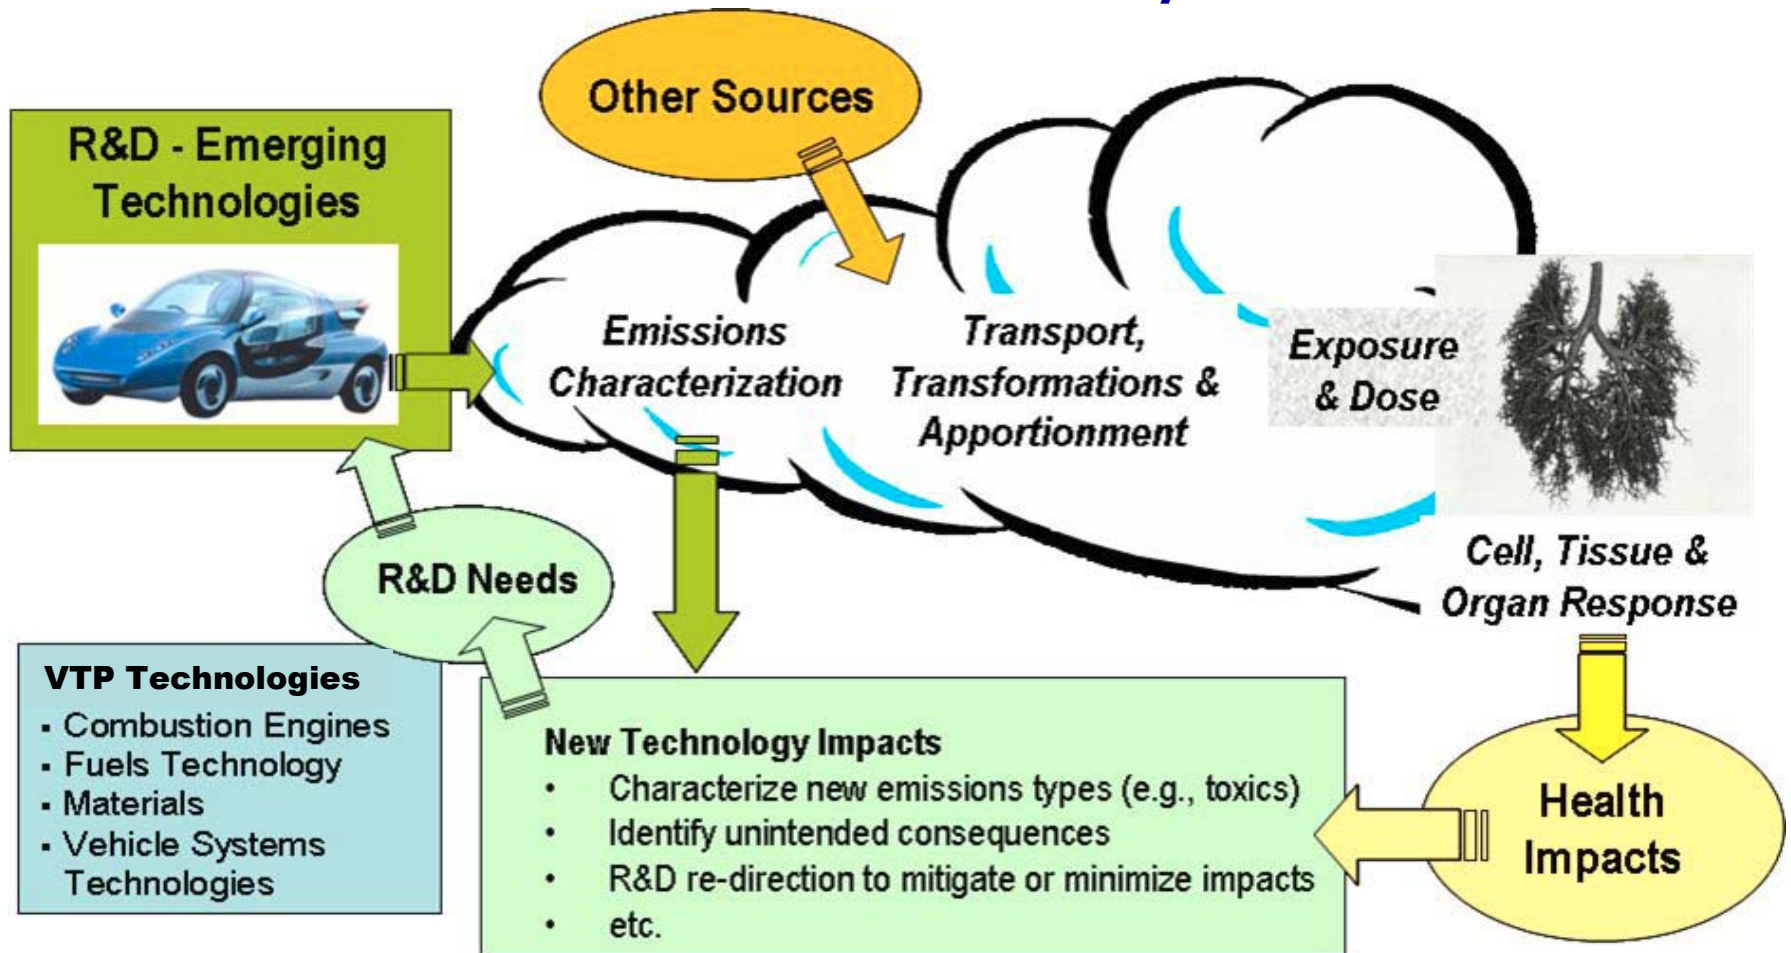 Other Sources
R&D - Emerging
Technologies
Emissions
Characterization
Transport,
Transformations &
Apportionment
Exposure
& Dose
Cell, Tissue &
Organ Response
R&D Needs
VTP Technologies
▪ Combustion Engines
▪ Fuels Technology
▪ Materials
▪ Vehicle Systems
Technologies
New Technology Impacts
• Characterize new emissions types (e.g., toxics)
• Identify unintended consequences
• R&D re-direction to mitigate or minimize impacts
• etc.
Health
Impacts